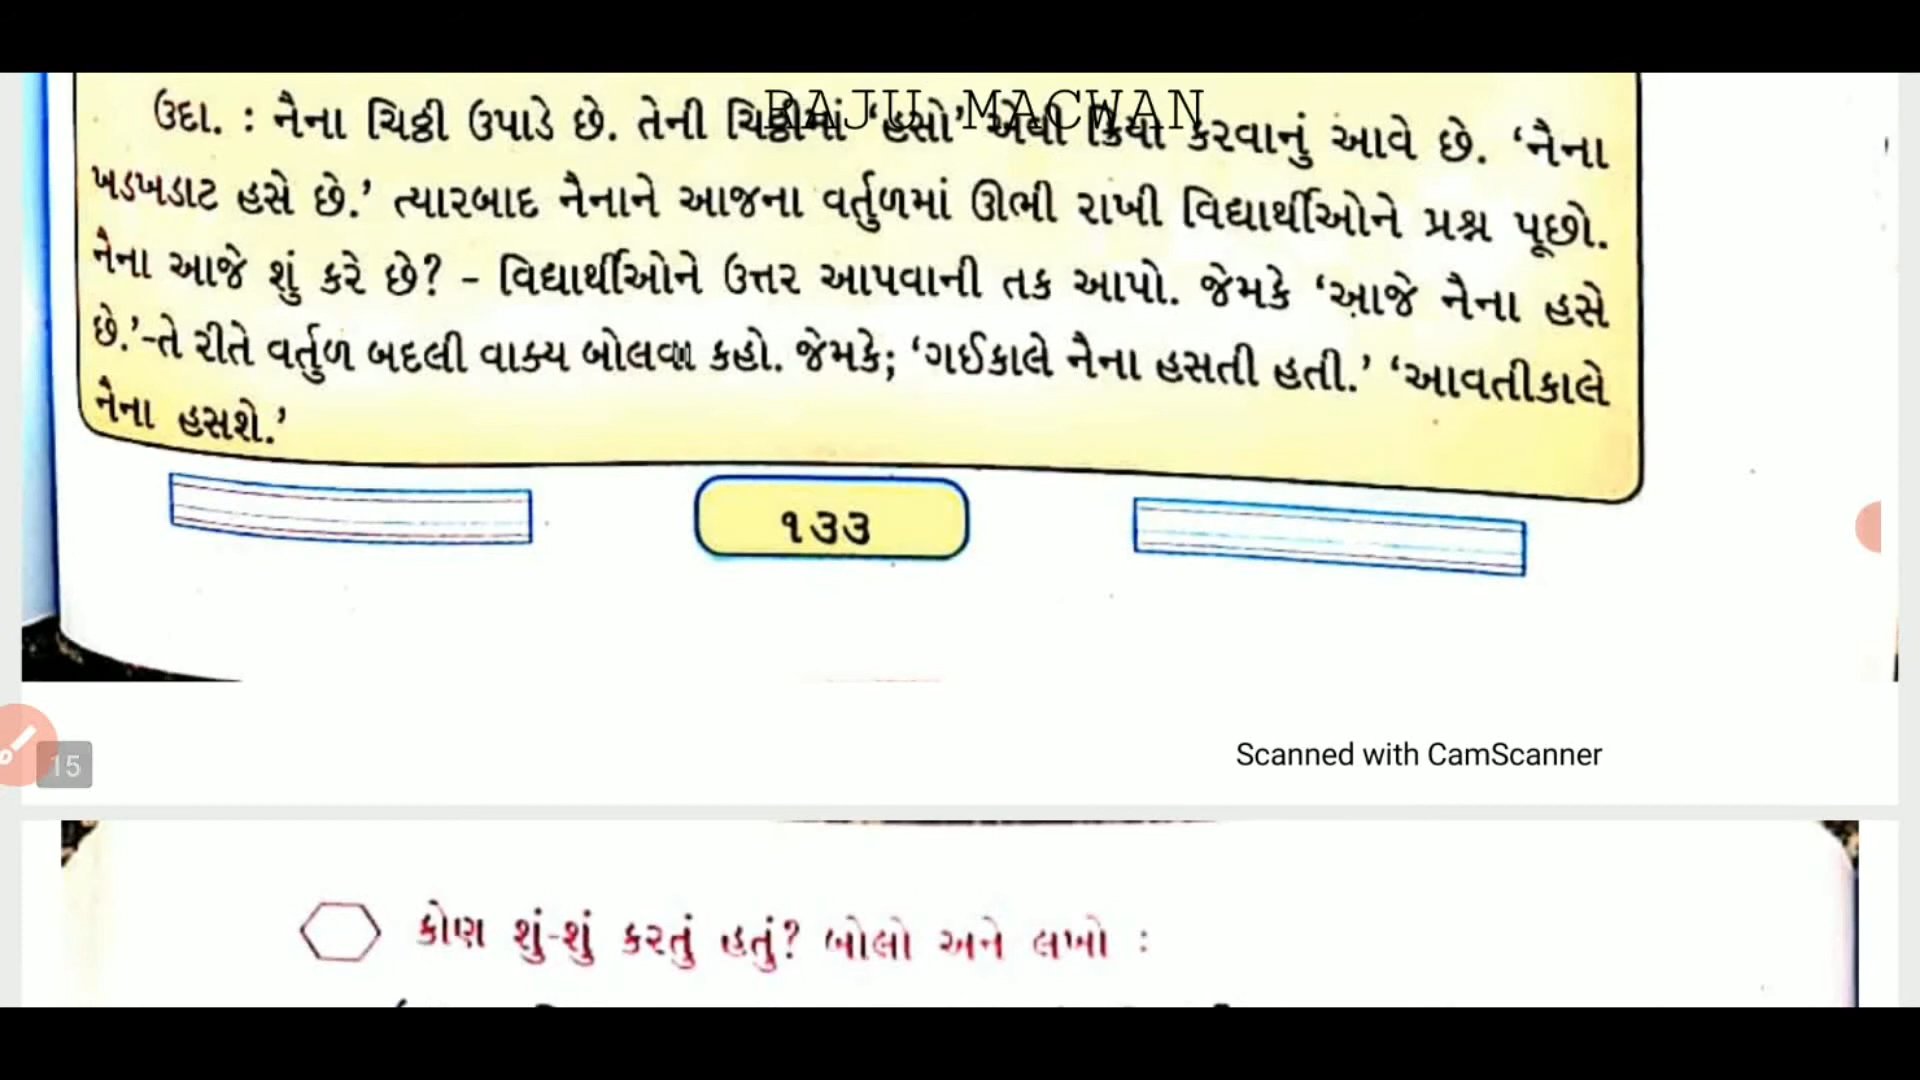 RAJU MACWAN
ઉદા. : નૈના ચિઠ્ઠી ઉપાડે છે. તેની ચિઠ્ઠીમાં ‘હસો’ એવી ક્રિયા કરવાનું આવે છે. ‘નૈના
ખડખડાટ હસે છે.’ ત્યારબાદ નૈનાને આજના વર્તુળમાં ઊભી રાખી વિદ્યાર્થીઓને પ્રશ્ન પૂછો.
નૈના આજે શું કરે છે? - વિદ્યાર્થીઓને ઉત્તર આપવાની તક આપો. જેમકે ‘આજે નૈના હસે
છે.’-તે રીતે વર્તુળ બદલી વાક્ય બોલવા કહો. જેમકે; ‘ગઈકાલે નૈના હસતી હતી.’ ‘આવતીકાલે
નૈના હસશે.’
૧૩૩
15
Scanned with CamScanner
કોણ શું-શું કરતું હતું? બોલો અને લખો :